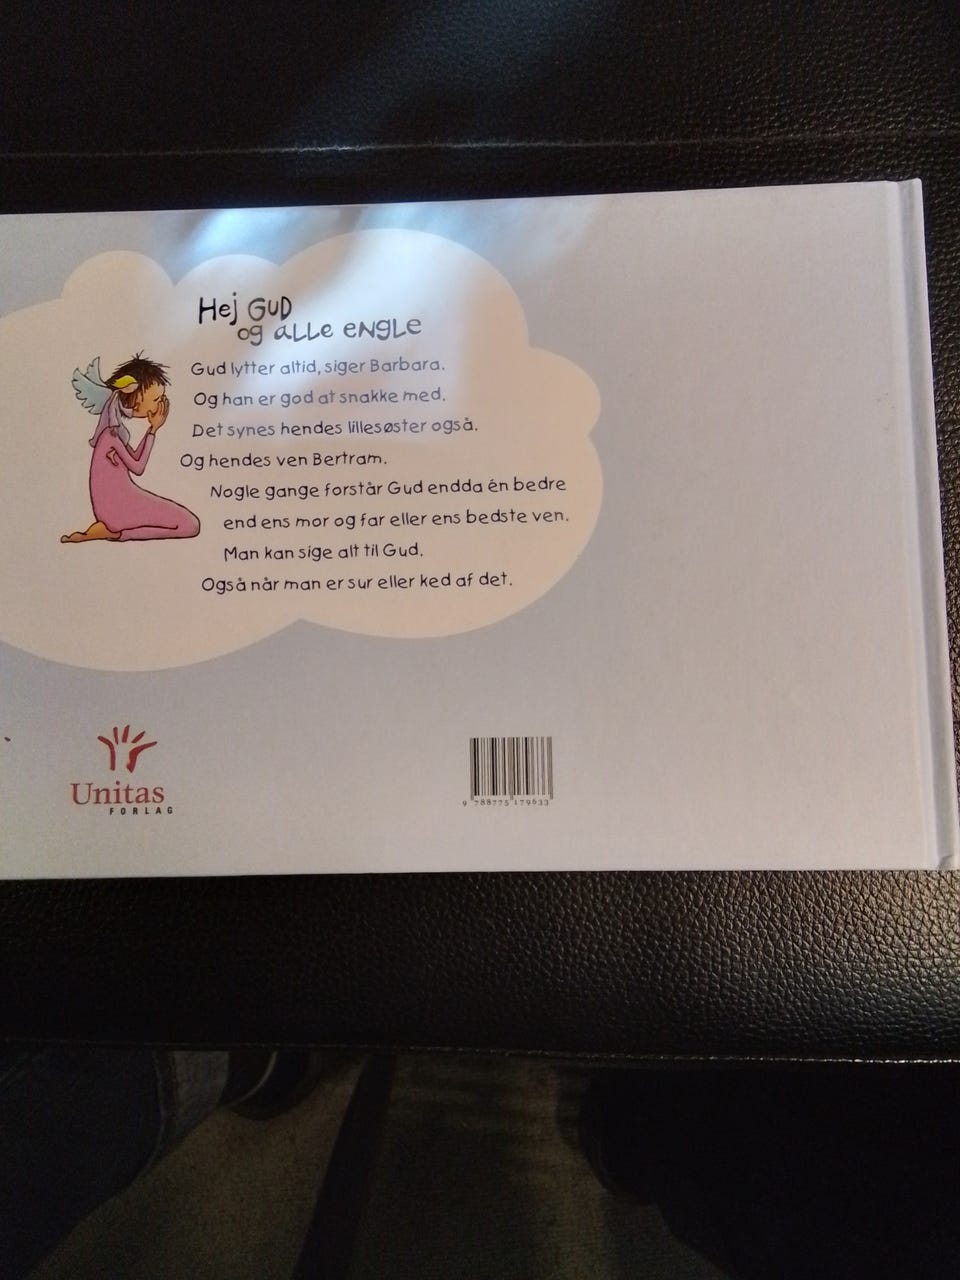 Hej GUD
og alle engle
Gud lytter altid, siger Barbara.
Og han er god at snakke med.
Det synes hendes lillesøster også.
Og hendes ven Bertram.
Nogle gange forstår Gud endda én bedre
end ens mor og far eller ens bedste ven.
Man kan sige alt til Gud.
Også når man er sur eller ked af det.
Unitas
FORLAG
9 788775 179633